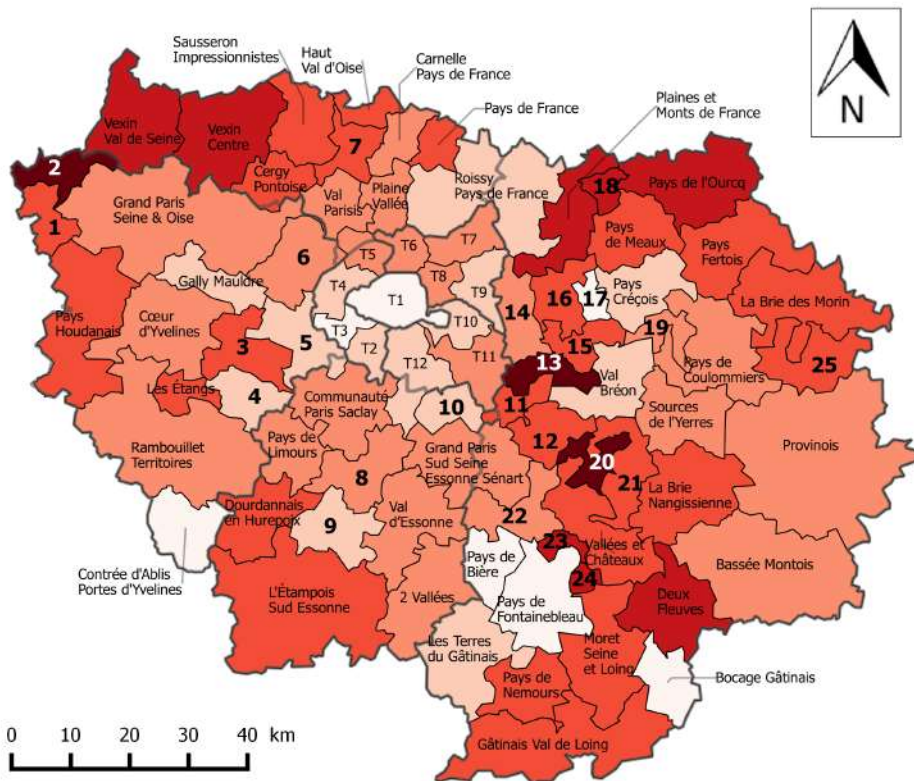 Sausseron
Impressionnistes
Haut
Val d'Oise
Carnelle
Pays de France
Pays de France
Plaines et
Monts de France
N
Vexin
Val de Seine
Vexin
Centre
7
2
Cergy
Pontoise
Val
Parisis
Plaine
Vallée
Roissy
Pays de France
18
Pays de l'Ourcq
1
Grand Paris
Seine & Oise
6
T5
T6
T7
Pays
de Meaux
Pays
Fertois
Gally Mauldre
T4
T8
T9
T1
14
16
17
Pays
Créçois
La Brie des Morin
Pays
Houdanais
Cœur
d'Yvelines
3
5
T3
T2
T10
T12
T11
15
19
13
25
Les Étangs
4
10
11
Val
Bréon
Pays de
Coulommiers
Communauté
Paris Saclay
Rambouillet
Territoires
Pays de
Limours
8
Grand Paris
Sud Seine
Essonne Sénart
12
20
Sources
de l'Yerres
Provinois
21
La Brie
Nangissienne
Dourdannais
en Hurepoix
9
Val
d'Essonne
22
23
Vallées et
Châteaux
Bassée Montois
Contrée d'Ablis
Portes d'Yvelines
L'Étampois
Sud Essonne
2 Vallées
Pays de
Bière
24
Pays de
Fontainebleau
Deux
Fleuves
Les Terres
du Gâtinais
Moret
Seine
et Loing
Pays de
Nemours
Bocage Gâtinais
Gâtinais Val de Loing
0 10 20 30 40 km